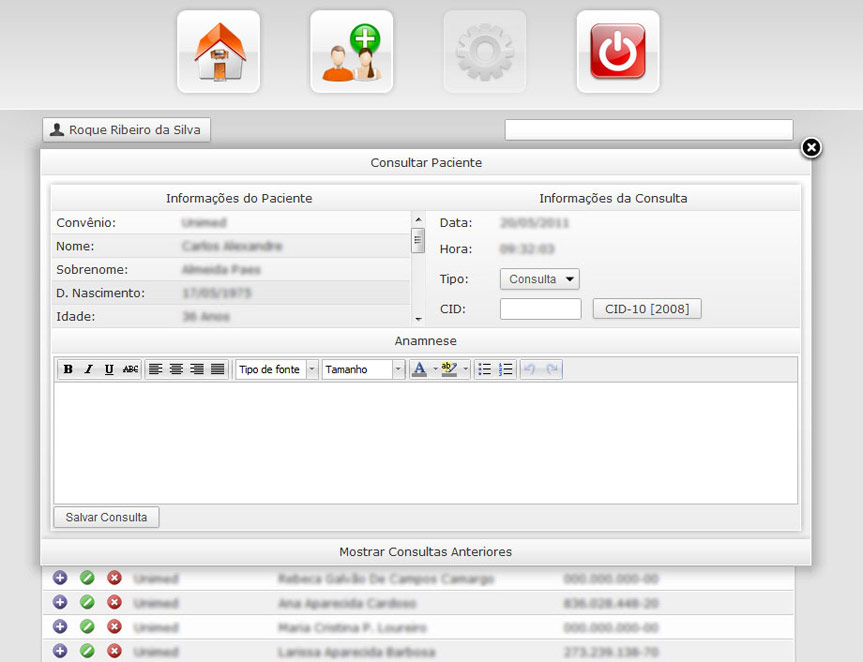 Roque Ribeiro da Silva
Consultar Paciente
Informações do Paciente
Informações da Consulta
Convênio: Unimed
Nome: Carlos Alexandre
Sobrenome: Almeida Paes
D. Nascimento: 17/05/1975
Idade: 36 Anos
Data: 20/05/2011
Hora: 09:32:03
Tipo: Consulta
CID: CID-10 [2008]
Anamnese
B I U ABC Tipo de fonte Tamanho A ab
Salvar Consulta
Mostrar Consultas Anteriores
Unimed Rebeca Galvão De Campos Camargo 000.000.000-00
Unimed Ana Aparecida Cardoso 836.028.448-20
Unimed Maria Cristina P. Loureiro 000.000.000-00
Unimed Larissa Aparecida Barbosa 273.239.138-70